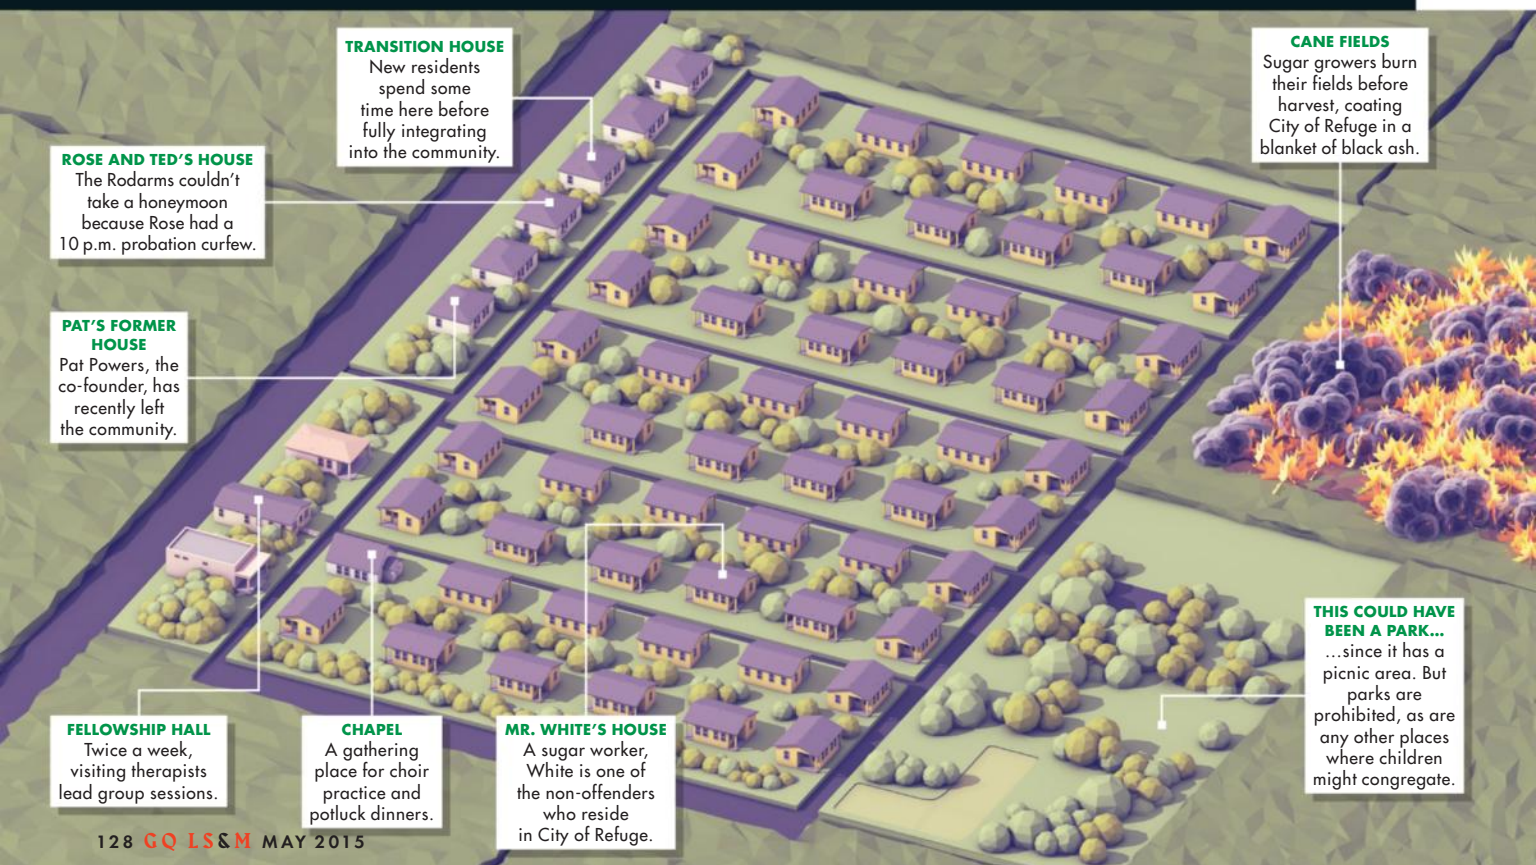 TRANSITION HOUSE
New residents
spend some
time here before
fully integrating
into the community.
CANE FIELDS
Sugar growers burn
their fields before
harvest, coating
City of Refuge in a
blanket of black ash.
ROSE AND TED'S HOUSE
The Rodarms couldn't
take a honeymoon
because Rose had a
10 p.m. probation curfew.
PAT'S FORMER
HOUSE
Pat Powers, the
co-founder, has
recently left
the community.
THIS COULD HAVE
BEEN A PARK...
...since it has a
picnic area. But
parks are
prohibited, as are
any other places
where children
might congregate.
FELLOWSHIP HALL
Twice a week,
visiting therapists
lead group sessions.
CHAPEL
A gathering
place for choir
practice and
potluck dinners.
MR. WHITE'S HOUSE
A sugar worker,
White is one of
the non-offenders
who reside
in City of Refuge.
128 GQ LS&M MAY 2015